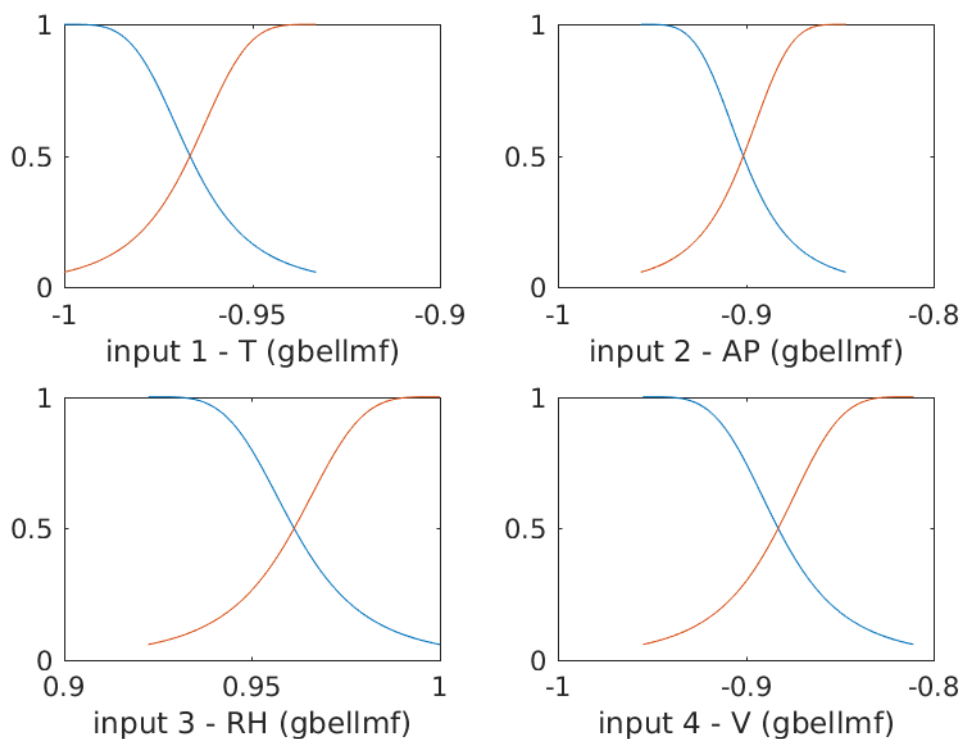 1
0.5
0
-1 -0.95 -0.9
input 1 - T (gbellmf)
1
0.5
0
-1 -0.9 -0.8
input 2 - AP (gbellmf)
1
0.5
0
0.9 0.95 1
input 3 - RH (gbellmf)
1
0.5
0
-1 -0.9 -0.8
input 4 - V (gbellmf)